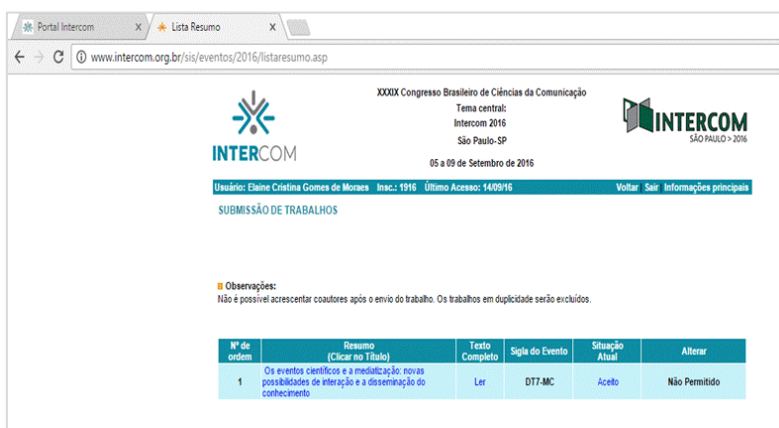 Portal Intercom
Lista Resumo
www.intercom.org.br/sis/eventos/2016/listaresumo.asp
INTERCOM
XXXIX Congresso Brasileiro de Ciências da Comunicação
Tema central:
Intercom 2016
São Paulo-SP
05 a 09 de Setembro de 2016
INTERCOM
SÃO PAULO > 2016
Usuário: Elaine Cristina Gomes de Moraes Insc.: 1916 Último Acesso: 14/09/16 Voltar | Sair | Informações principais
SUBMISSÃO DE TRABALHOS
Observações:
Não é possível acrescentar coautores após o envio do trabalho. Os trabalhos em duplicidade serão excluídos.
Nº de ordem
Resumo
(Clicar no Título)
Texto Completo
Sigla do Evento
Situação Atual
Alterar
1
Os eventos científicos e a mediatização: novas
possibilidades de interação e a disseminação do
conhecimento
Ler
DT7-MC
Aceito
Não Permitido